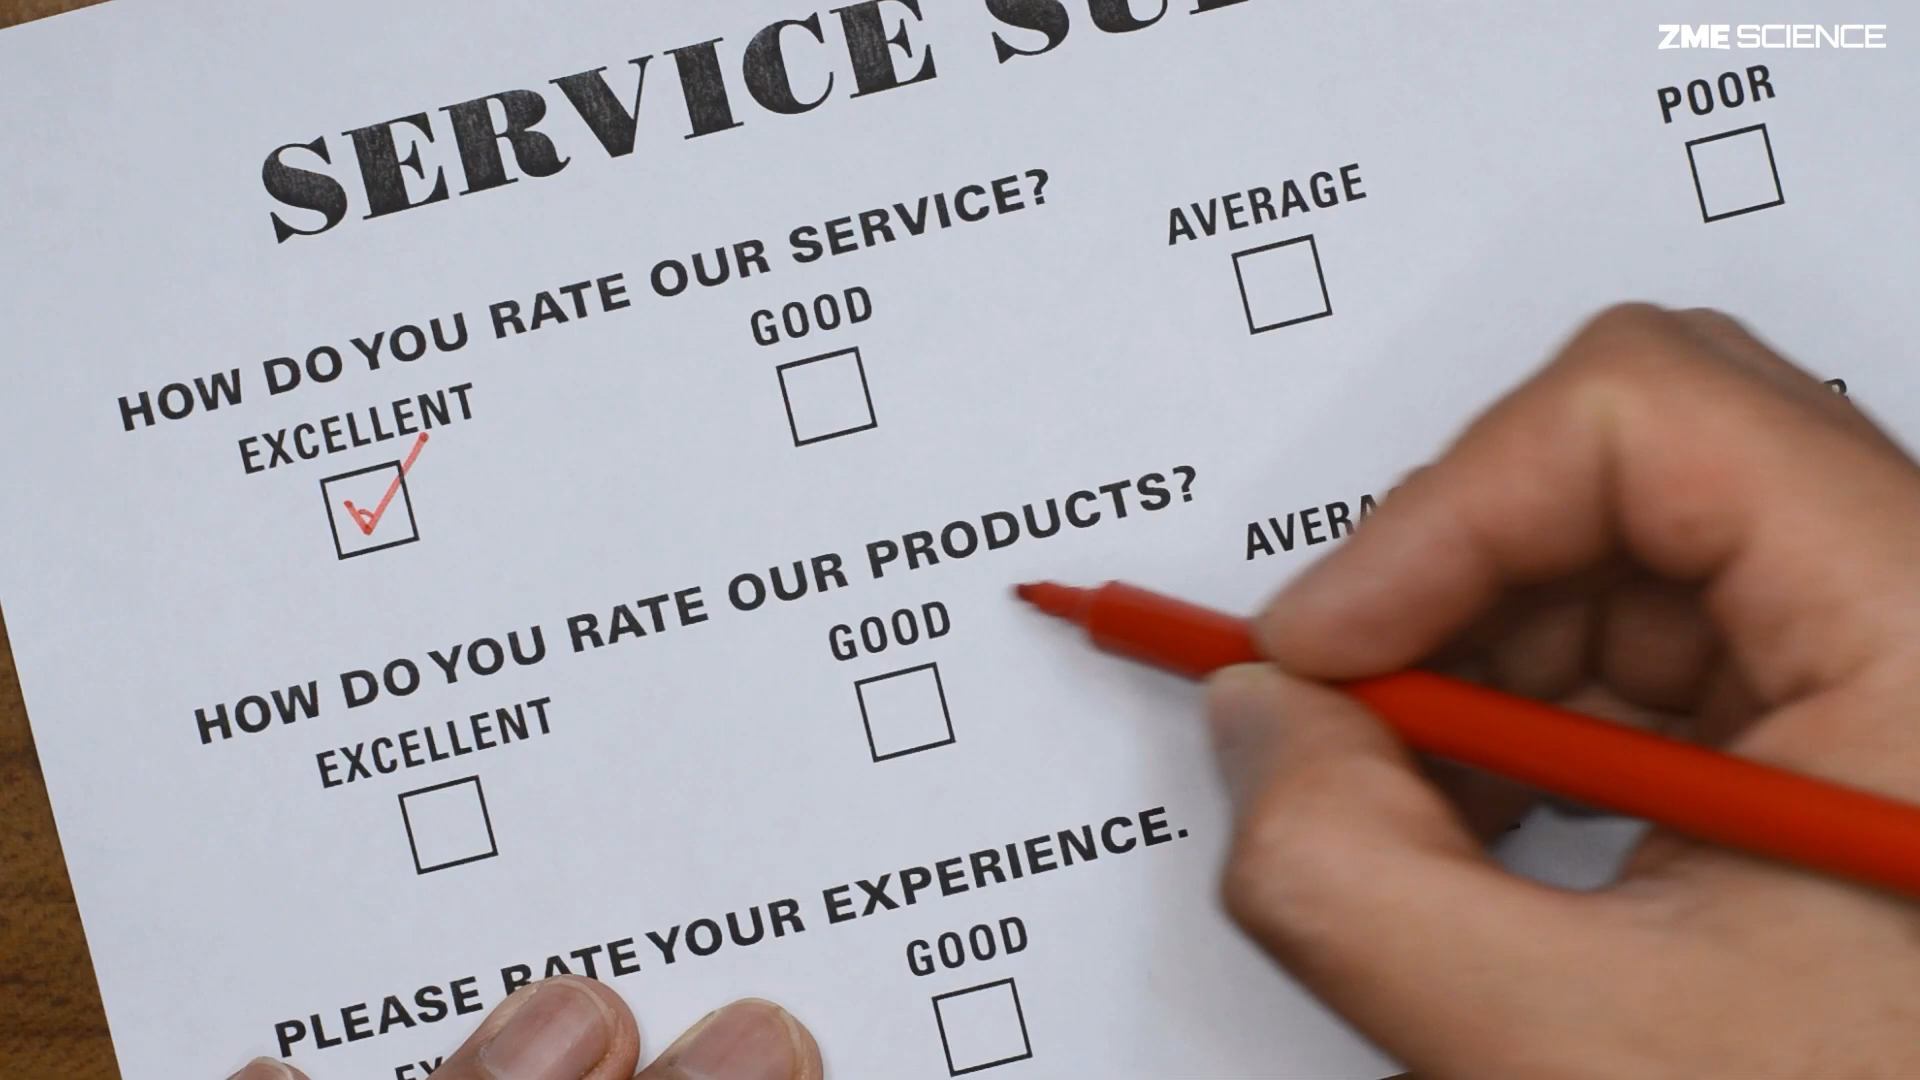 ZME SCIENCE
SERVICE
HOW DO YOU RATE OUR SERVICE?
EXCELLENT GOOD AVERAGE POOR
HOW DO YOU RATE OUR PRODUCTS?
EXCELLENT GOOD
PLEASE RATE YOUR EXPERIENCE.
GOOD